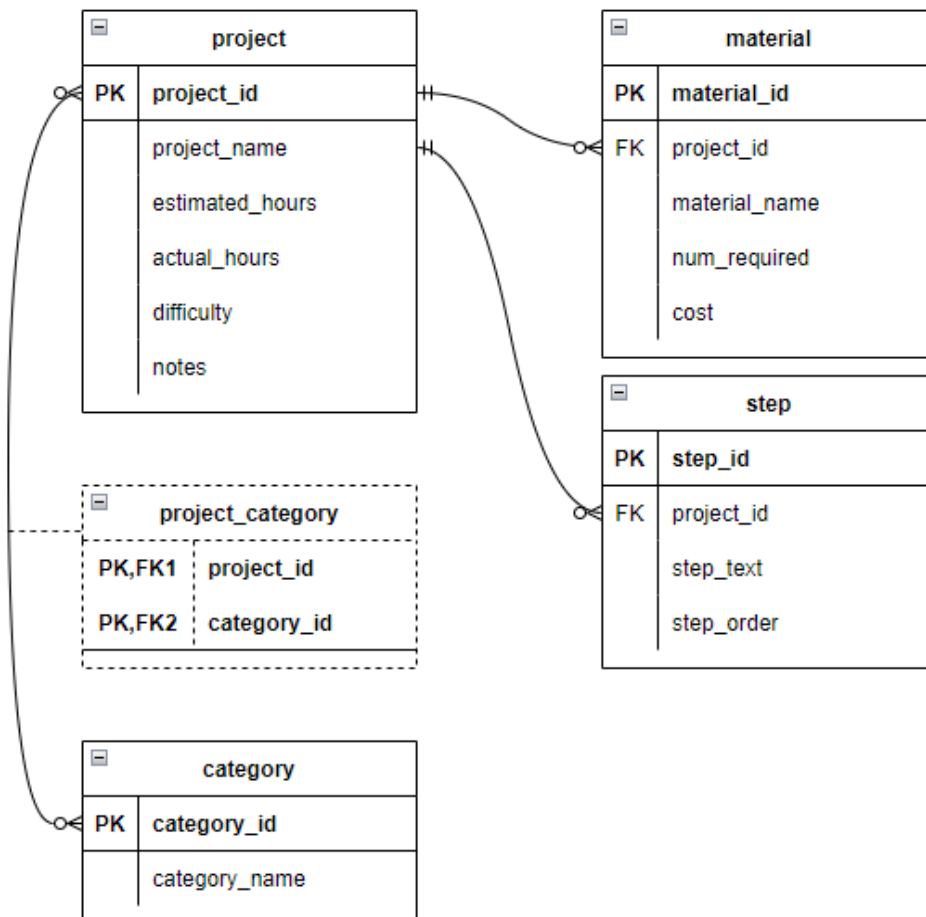 project
PK project_id
project_name
estimated_hours
actual_hours
difficulty
notes
material
PK material_id
FK project_id
material_name
num_required
cost
step
PK step_id
FK project_id
step_text
step_order
project_category
PK,FK1 project_id
PK,FK2 category_id
category
PK category_id
category_name